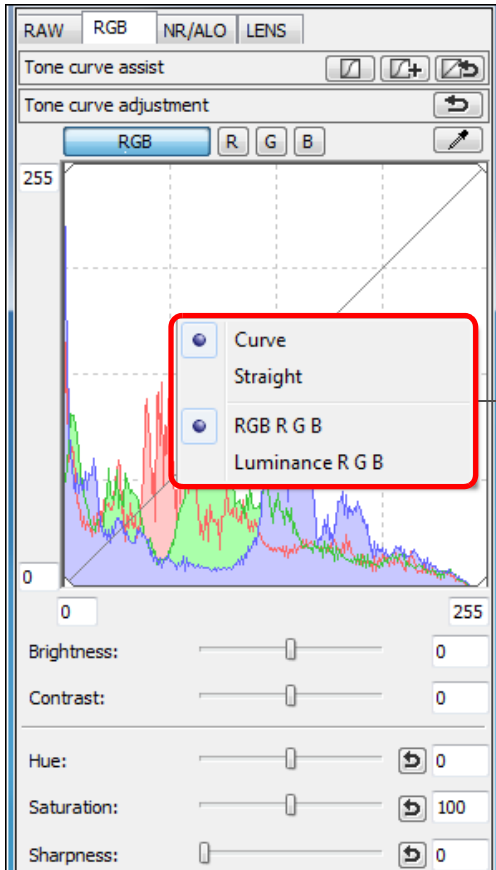 RAW RGB NR/ALO LENS
Tone curve assist
Tone curve adjustment
RGB R G B
255
Curve
Straight
RGB R G B
Luminance R G B
0
0 255
Brightness: 0
Contrast: 0
Hue: 0
Saturation: 100
Sharpness: 0